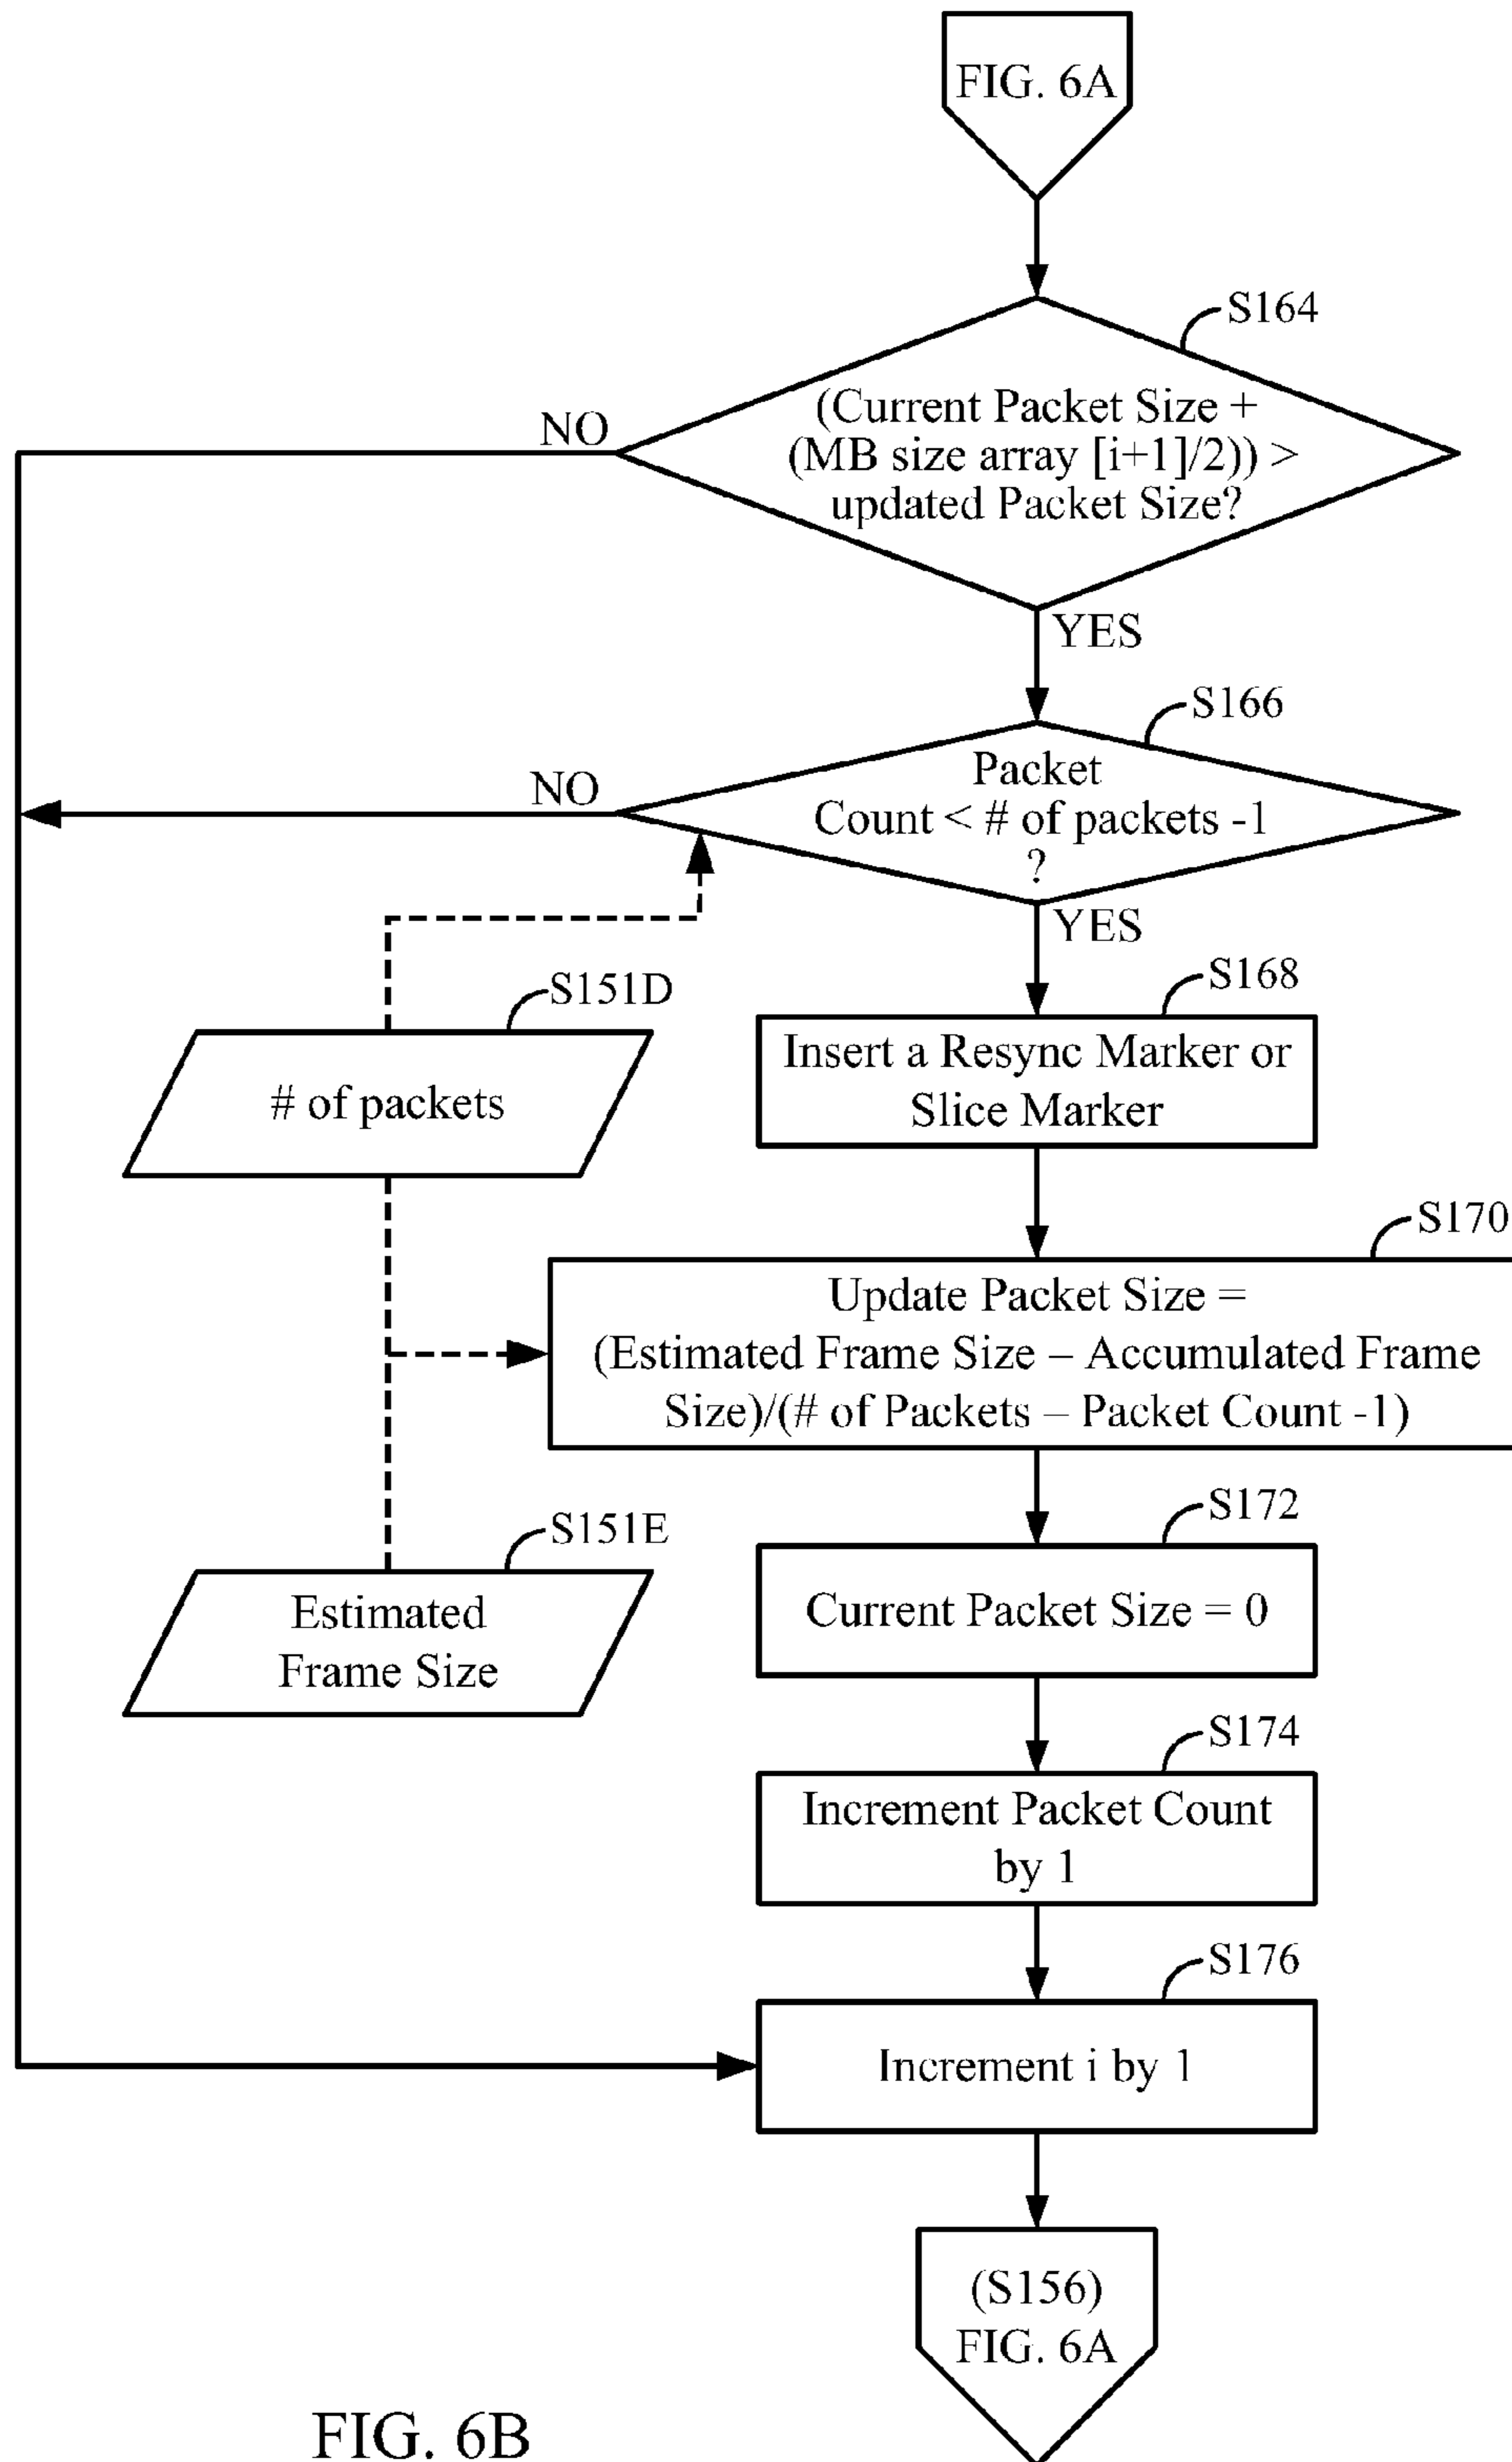 FIG. 6A
S164
(Current Packet Size +
(MB size array [i+1]/2)) >
updated Packet Size?
NO
YES
S166
Packet
Count < # of packets -1
?
NO
YES
S151D
# of packets
S168
Insert a Resync Marker or
Slice Marker
S170
Update Packet Size =
(Estimated Frame Size – Accumulated Frame
Size)/(# of Packets – Packet Count -1)
S172
Current Packet Size = 0
S151E
Estimated
Frame Size
S174
Increment Packet Count
by 1
S176
Increment i by 1
(S156)
FIG. 6A
FIG. 6B